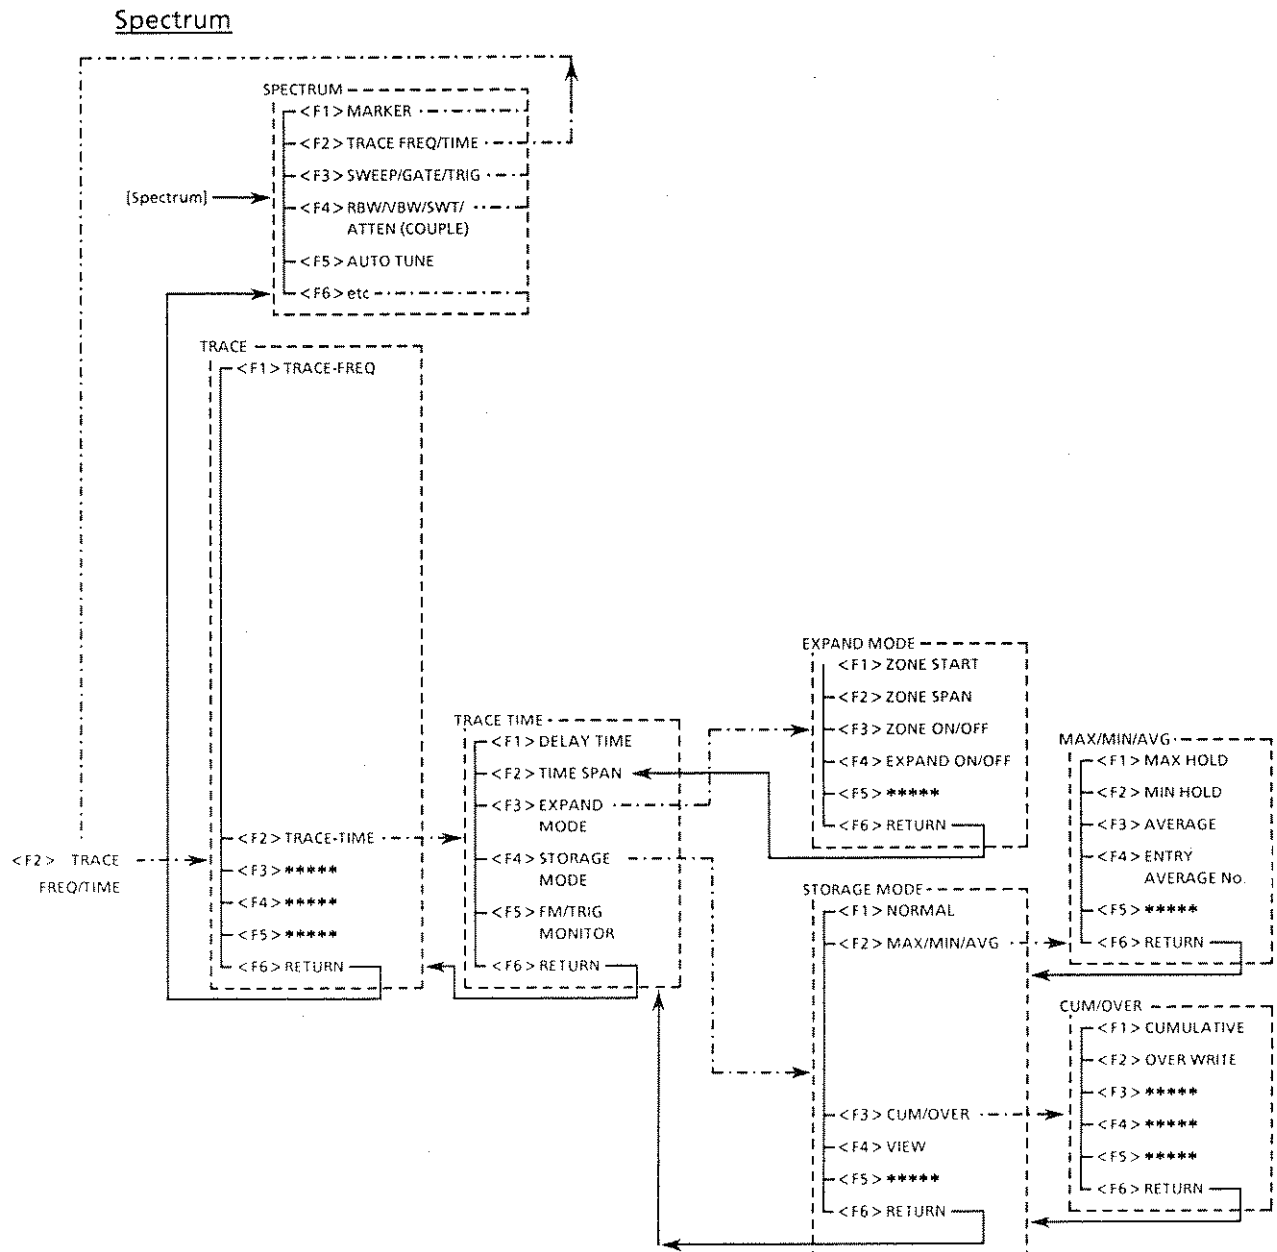 Spectrum
SPECTRUM
<F1> MARKER
<F2> TRACE FREQ/TIME
<F3> SWEEP/GATE/TRIG
[Spectrum]
<F4> RBW/VBW/SWT/
ATTEN (COUPLE)
<F5> AUTO TUNE
<F6> etc
TRACE
<F1> TRACE-FREQ
<F2> TRACE-TIME
<F2> TRACE
FREQ/TIME
<F3> *****
<F4> *****
<F5> *****
<F6> RETURN
TRACE TIME
<F1> DELAY TIME
<F2> TIME SPAN
<F3> EXPAND
MODE
<F4> STORAGE
MODE
<F5> FM/TRIG
MONITOR
<F6> RETURN
EXPAND MODE
<F1> ZONE START
<F2> ZONE SPAN
<F3> ZONE ON/OFF
<F4> EXPAND ON/OFF
<F5> *****
<F6> RETURN
STORAGE MODE
<F1> NORMAL
<F2> MAX/MIN/AVG
<F3> CUM/OVER
<F4> VIEW
<F5> *****
<F6> RETURN
MAX/MIN/AVG
<F1> MAX HOLD
<F2> MIN HOLD
<F3> AVERAGE
<F4> ENTRY
AVERAGE No.
<F5> *****
<F6> RETURN
CUM/OVER
<F1> CUMULATIVE
<F2> OVER WRITE
<F3> *****
<F4> *****
<F5> *****
<F6> RETURN